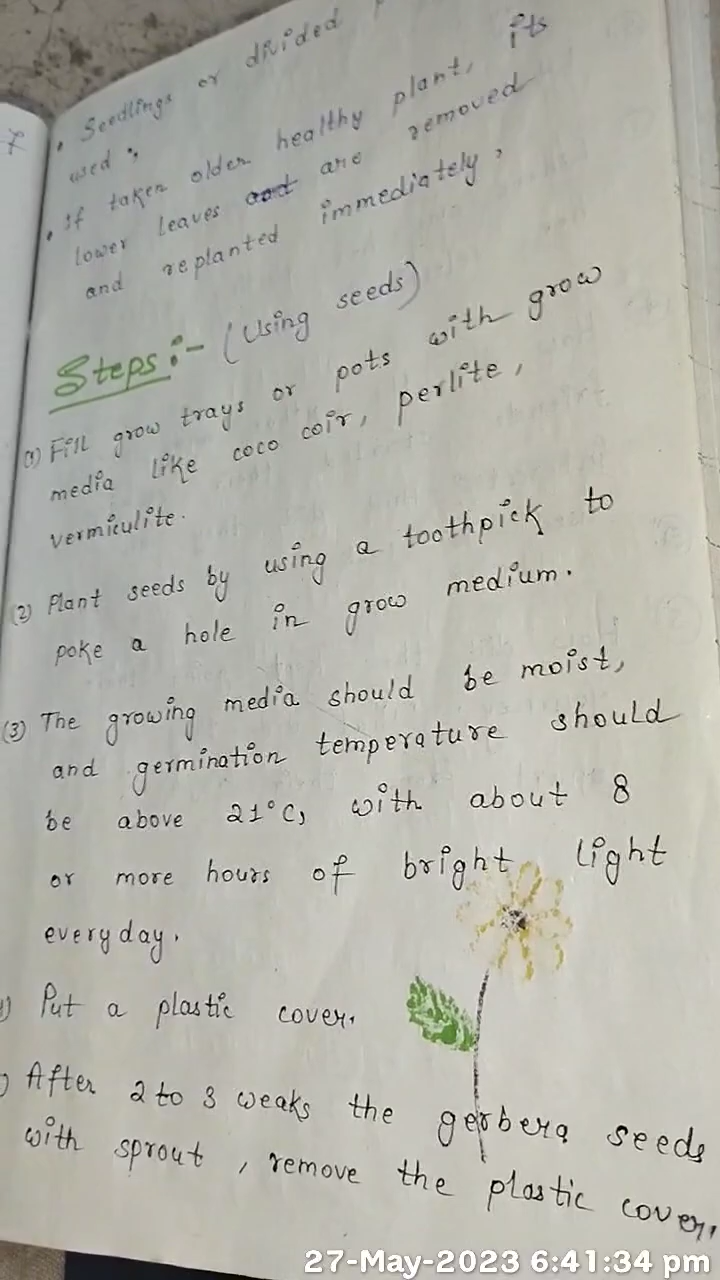 • Seedlings or divided
used.
• If taken older healthy plant, its
lower leaves are removed
and replanted immediately,
Steps:- (Using seeds)
(1) Fill grow trays or pots with grow
media like coco coir, perlite,
vermiculite.
(2) Plant seeds by using a toothpick to
poke a hole in grow medium.
(3) The growing media should be moist,
and germination temperature should
be above 21°C, with about 8
or more hours of bright light
everyday.
) Put a plastic cover.
) After 2 to 3 weaks the gerbera seeds
with sprout, remove the plastic cover.
27-May-2023 6:41:34 pm